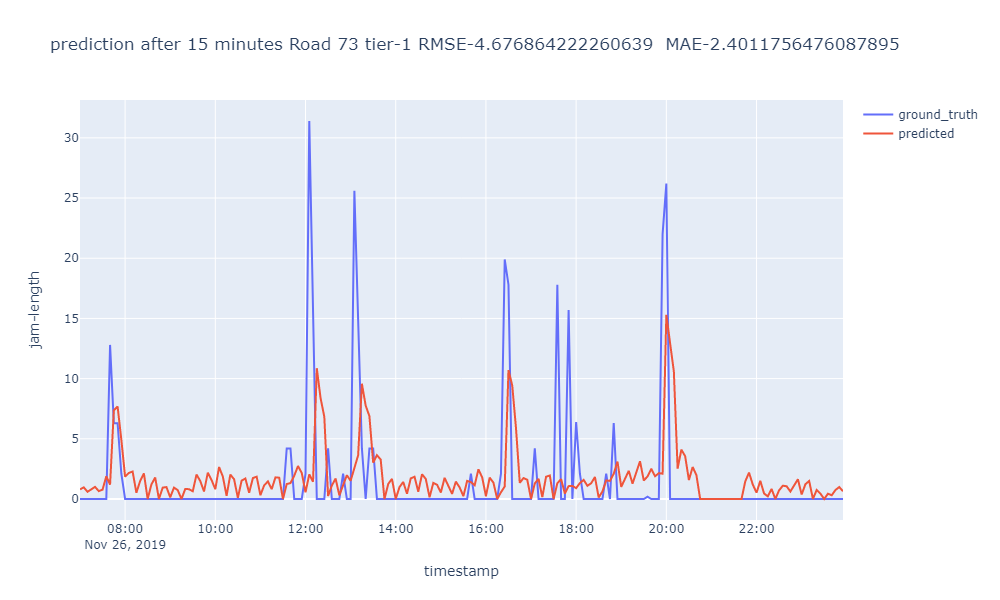 prediction after 15 minutes Road 73 tier-1 RMSE-4.676864222260639  MAE-2.4011756476087895
ground_truth
predicted
30
25
20
15
10
5
0
jam-length
08:00 10:00 12:00 14:00 16:00 18:00 20:00 22:00
Nov 26, 2019
timestamp